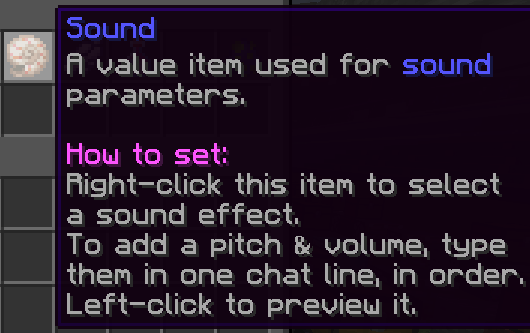 Sound
A value item used for sound
parameters.
How to set:
Right-click this item to select
a sound effect.
To add a pitch & volume, type
them in one chat line, in order.
Left-click to preview it.